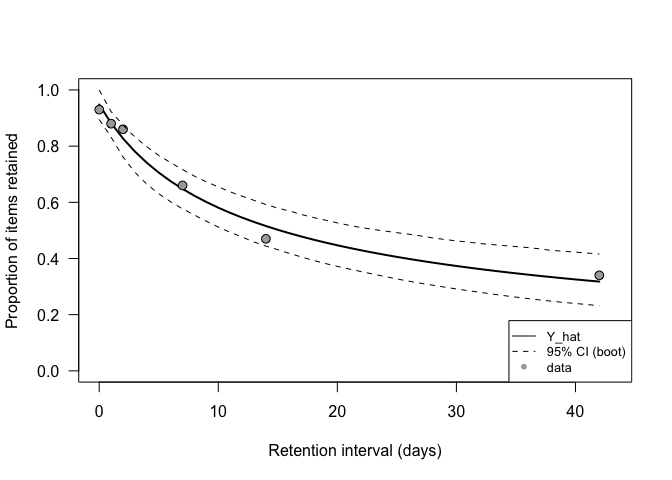 Proportion of items retained
1.0
0.8
0.6
0.4
0.2
0.0
Y_hat
95% CI (boot)
data
0 10 20 30 40
Retention interval (days)